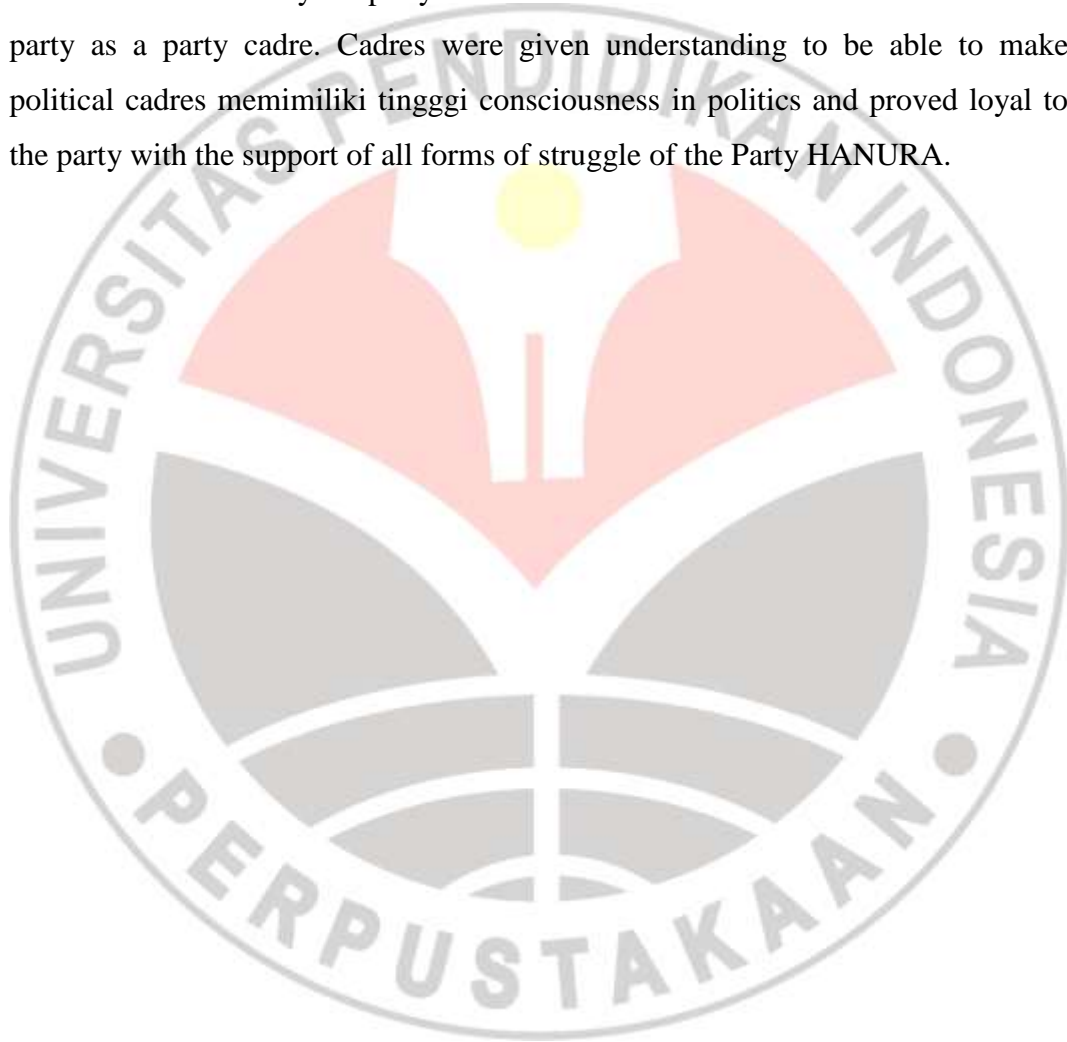 party as a party cadre. Cadres were given understanding to be able to make
political cadres memimiliki tingggi consciousness in politics and proved loyal to
the party with the support of all forms of struggle of the Party HANURA.
UNIVERSITAS PENDIDIKAN INDONESIA
PERPUSTAKAAN